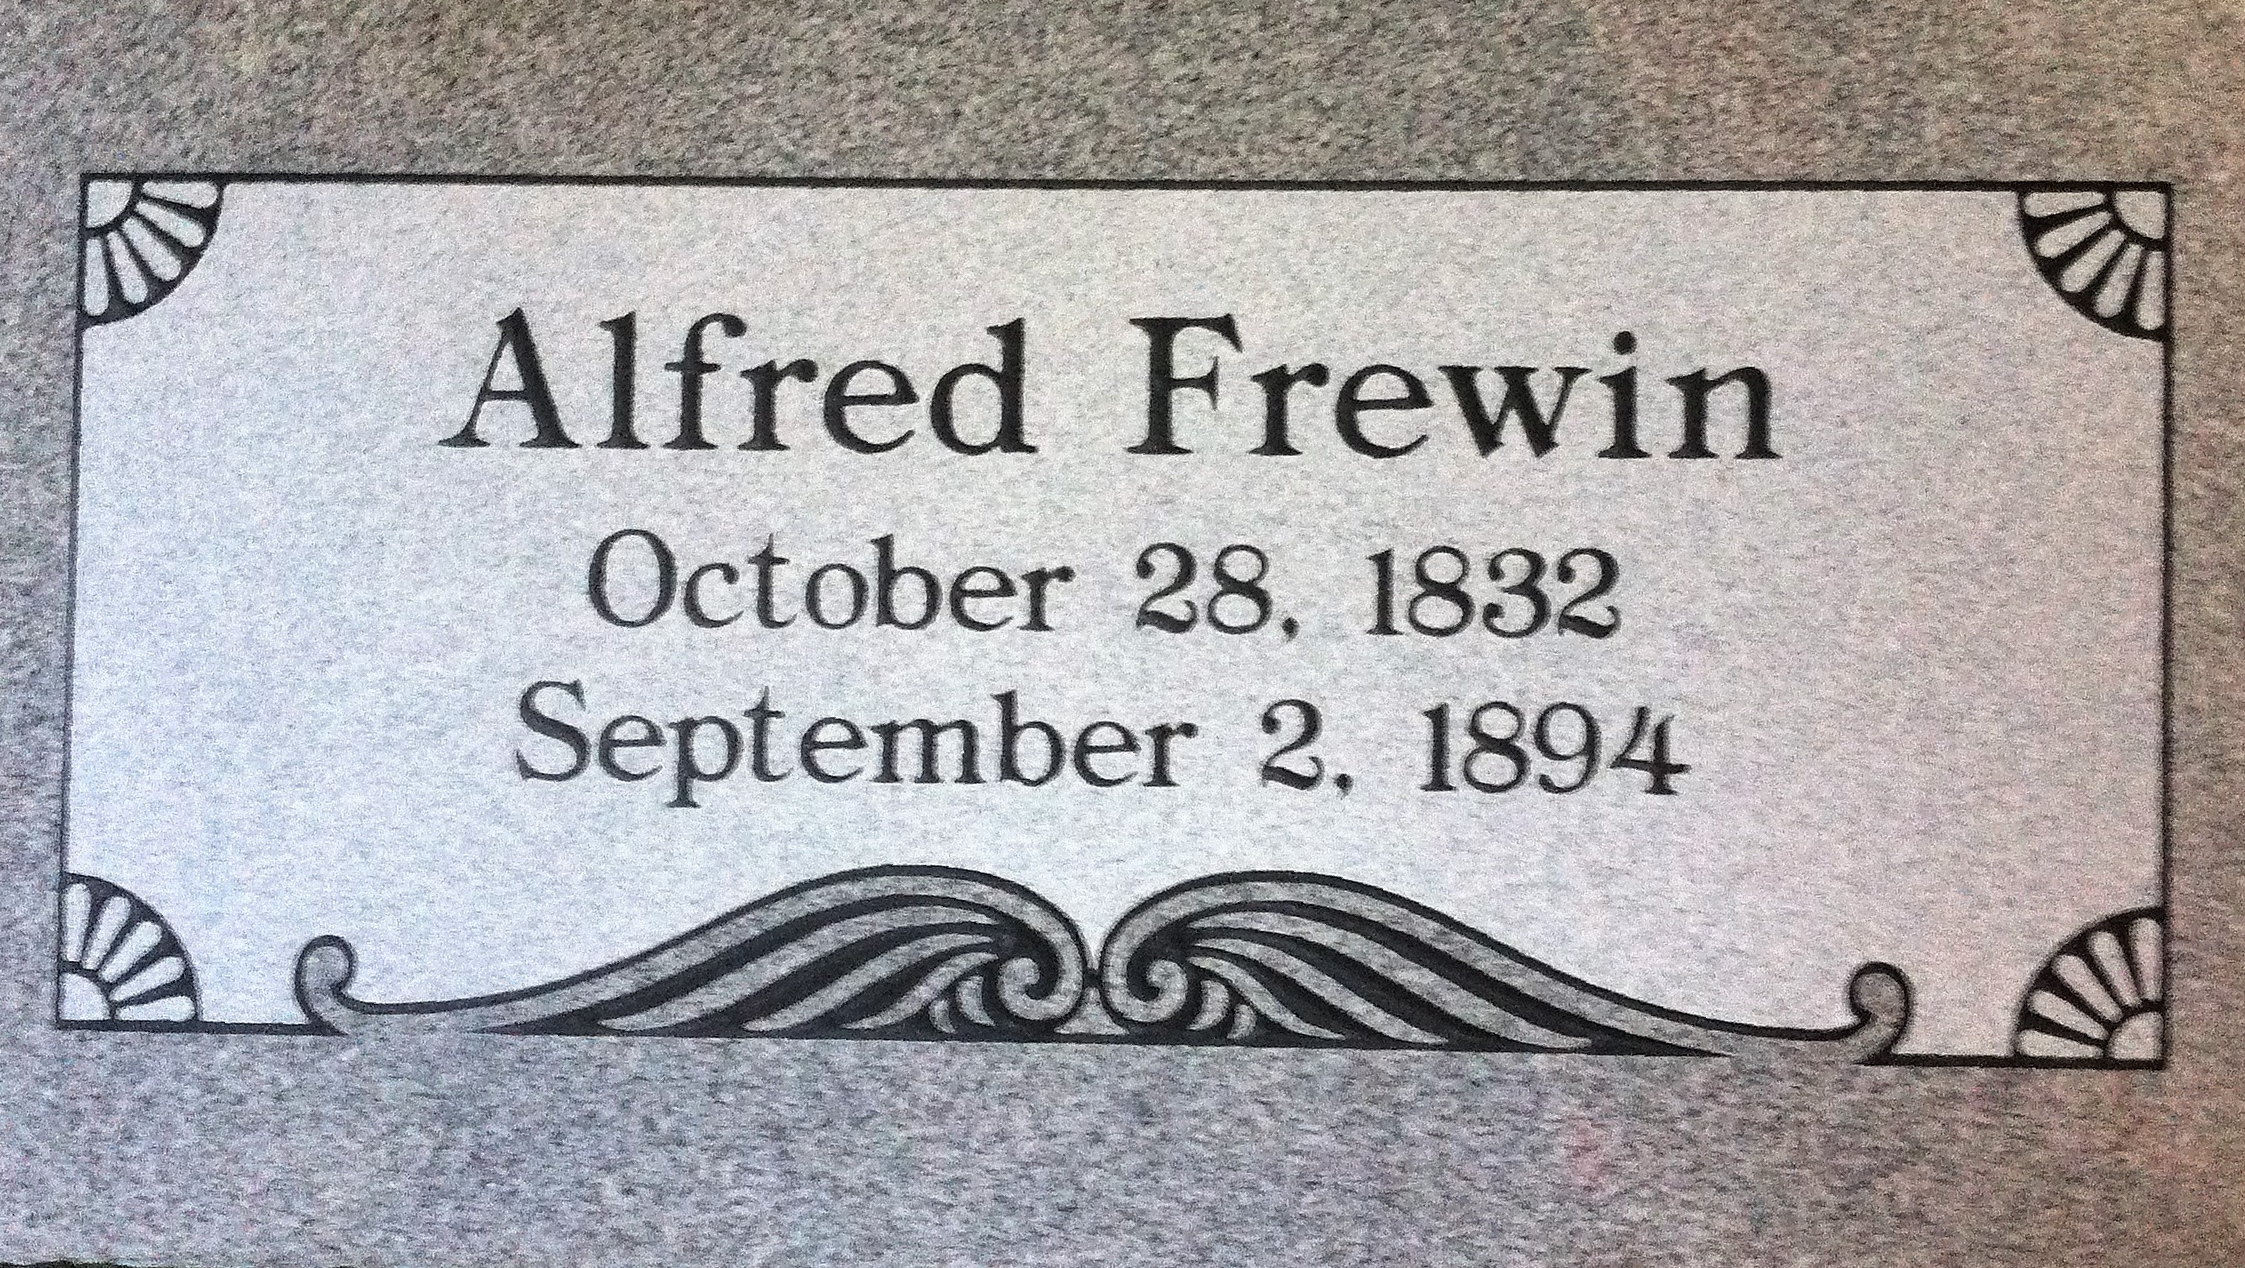 Alfred Frewin
October 28, 1832
September 2, 1894